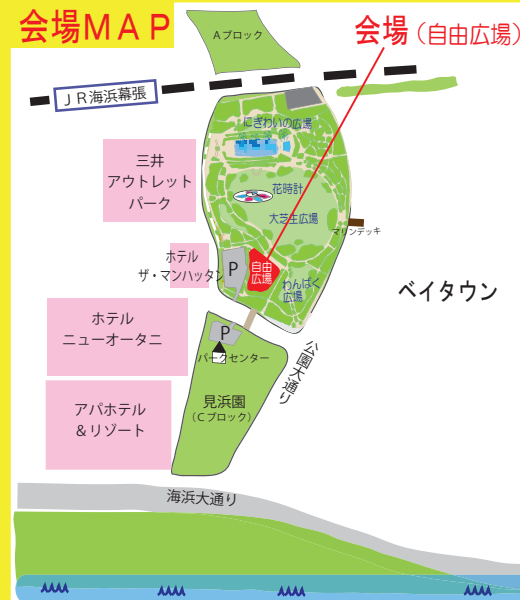 会場ＭＡＰ
Ａブロック
会場（自由広場）
ＪＲ海浜幕張
にぎわいの広場
三井
アウトレット
パーク
花時計
大芝生広場
マリンデッキ
ホテル
ザ・マンハッタン
P
自由
広場
わんぱく
広場
ベイタウン
ホテル
ニューオータニ
P
パークセンター
公園大通り
アパホテル
＆リゾート
見浜園
（Ｃブロック）
海浜大通り